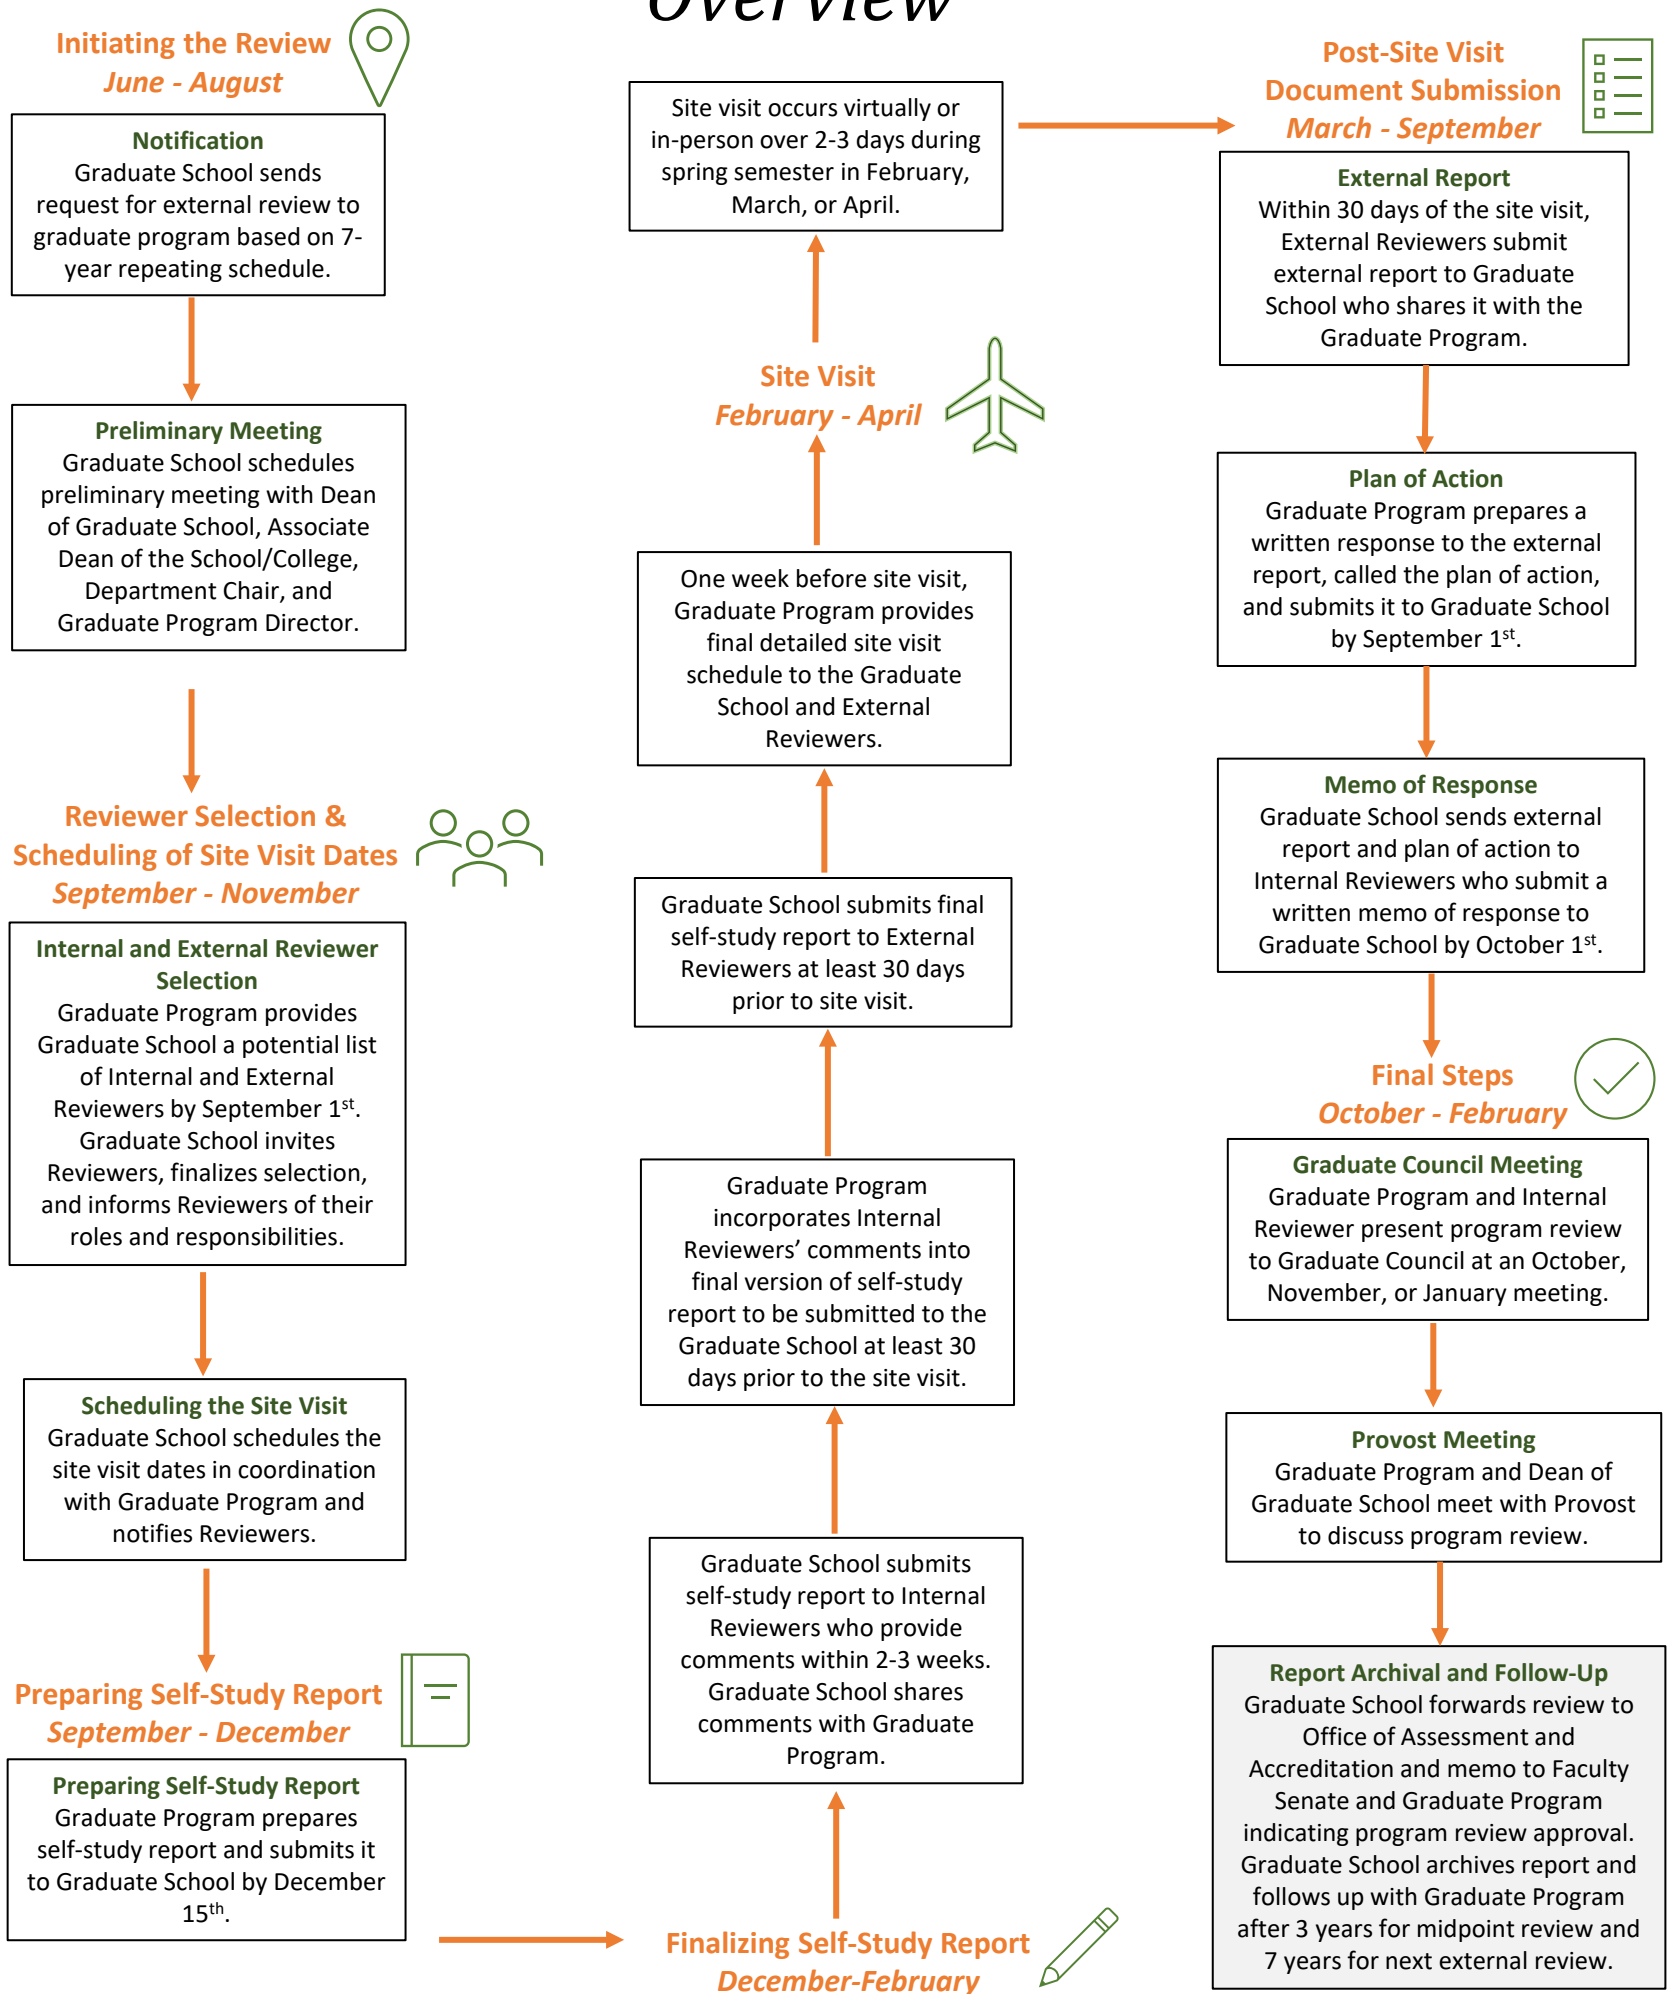 Overview
Initiating the Review
June - August
Notification
Graduate School sends
request for external review to
graduate program based on 7-
year repeating schedule.
Preliminary Meeting
Graduate School schedules
preliminary meeting with Dean
of Graduate School, Associate
Dean of the School/College,
Department Chair, and
Graduate Program Director.
Reviewer Selection &
Scheduling of Site Visit Dates
September - November
Internal and External Reviewer
Selection
Graduate Program provides
Graduate School a potential list
of Internal and External
Reviewers by September 1st.
Graduate School invites
Reviewers, finalizes selection,
and informs Reviewers of their
roles and responsibilities.
Scheduling the Site Visit
Graduate School schedules the
site visit dates in coordination
with Graduate Program and
notifies Reviewers.
Preparing Self-Study Report
September - December
Preparing Self-Study Report
Graduate Program prepares
self-study report and submits it
to Graduate School by December
15th.
Finalizing Self-Study Report
December-February
Graduate School submits
self-study report to Internal
Reviewers who provide
comments within 2-3 weeks.
Graduate School shares
comments with Graduate
Program.
Graduate Program
incorporates Internal
Reviewers’ comments into
final version of self-study
report to be submitted to the
Graduate School at least 30
days prior to the site visit.
Graduate School submits final
self-study report to External
Reviewers at least 30 days
prior to site visit.
One week before site visit,
Graduate Program provides
final detailed site visit
schedule to the Graduate
School and External
Reviewers.
Site Visit
February - April
Site visit occurs virtually or
in-person over 2-3 days during
spring semester in February,
March, or April.
Post-Site Visit
Document Submission
March - September
External Report
Within 30 days of the site visit,
External Reviewers submit
external report to Graduate
School who shares it with the
Graduate Program.
Plan of Action
Graduate Program prepares a
written response to the external
report, called the plan of action,
and submits it to Graduate School
by September 1st.
Memo of Response
Graduate School sends external
report and plan of action to
Internal Reviewers who submit a
written memo of response to
Graduate School by October 1st.
Final Steps
October - February
Graduate Council Meeting
Graduate Program and Internal
Reviewer present program review
to Graduate Council at an October,
November, or January meeting.
Provost Meeting
Graduate Program and Dean of
Graduate School meet with Provost
to discuss program review.
Report Archival and Follow-Up
Graduate School forwards review to
Office of Assessment and
Accreditation and memo to Faculty
Senate and Graduate Program
indicating program review approval.
Graduate School archives report and
follows up with Graduate Program
after 3 years for midpoint review and
7 years for next external review.